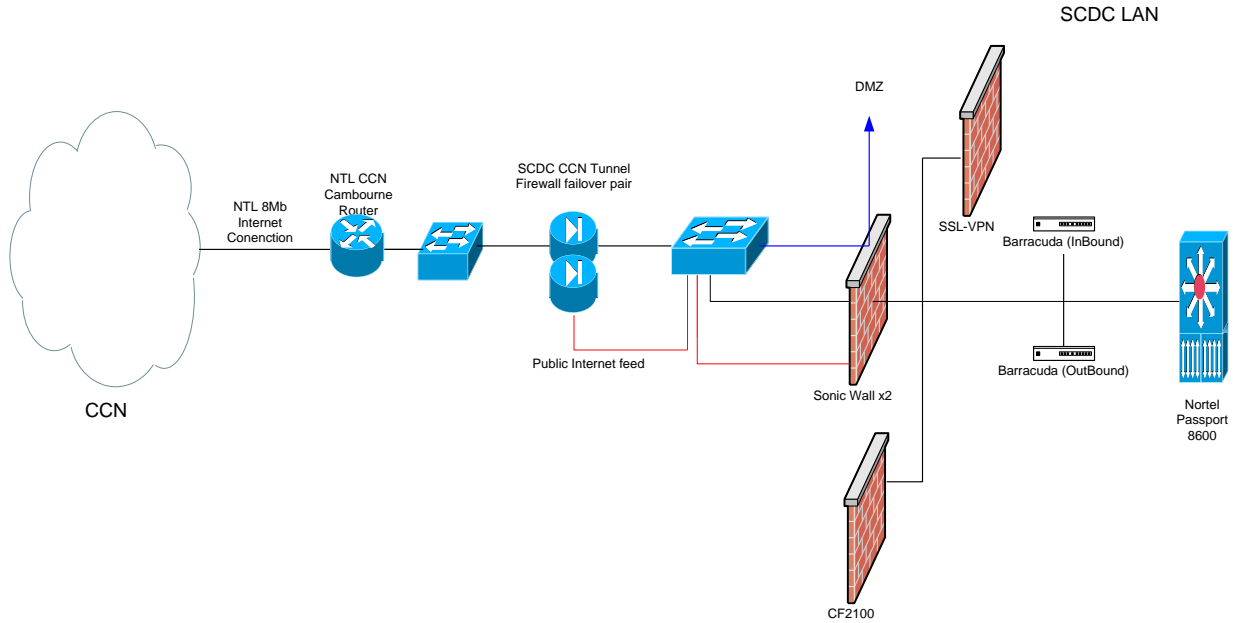 SCDC LAN
DMZ
SCDC CCN Tunnel
Firewall failover pair
NTL CCN
Cambourne
Router
NTL 8Mb
Internet
Conenction
SSL-VPN
Barracuda (InBound)
Public Internet feed
Barracuda (OutBound)
Sonic Wall x2
CCN
Nortel
Passport
8600
CF2100